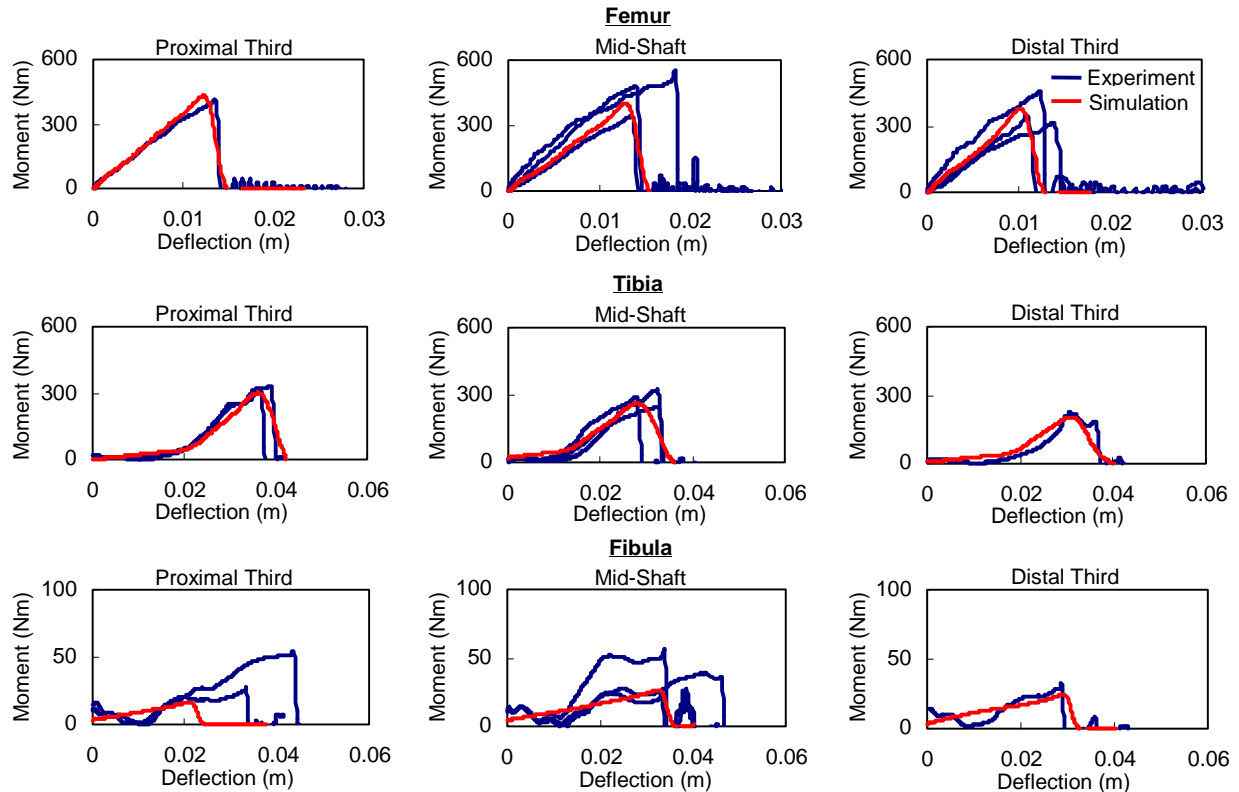 Femur
Proximal Third
Mid-Shaft
Distal Third
Moment (Nm)
600
300
0
0
0.01
0.02
0.03
Deflection (m)
Moment (Nm)
600
300
0
0
0.01
0.02
0.03
Deflection (m)
Moment (Nm)
600
300
0
0
0.01
0.02
0.03
Deflection (m)
Experiment
Simulation
Tibia
Proximal Third
Mid-Shaft
Distal Third
Moment (Nm)
600
300
0
0
0.02
0.04
0.06
Deflection (m)
Moment (Nm)
600
300
0
0
0.02
0.04
0.06
Deflection (m)
Moment (Nm)
600
300
0
0
0.02
0.04
0.06
Deflection (m)
Fibula
Proximal Third
Mid-Shaft
Distal Third
Moment (Nm)
100
50
0
0
0.02
0.04
0.06
Deflection (m)
Moment (Nm)
100
50
0
0
0.02
0.04
0.06
Deflection (m)
Moment (Nm)
100
50
0
0
0.02
0.04
0.06
Deflection (m)